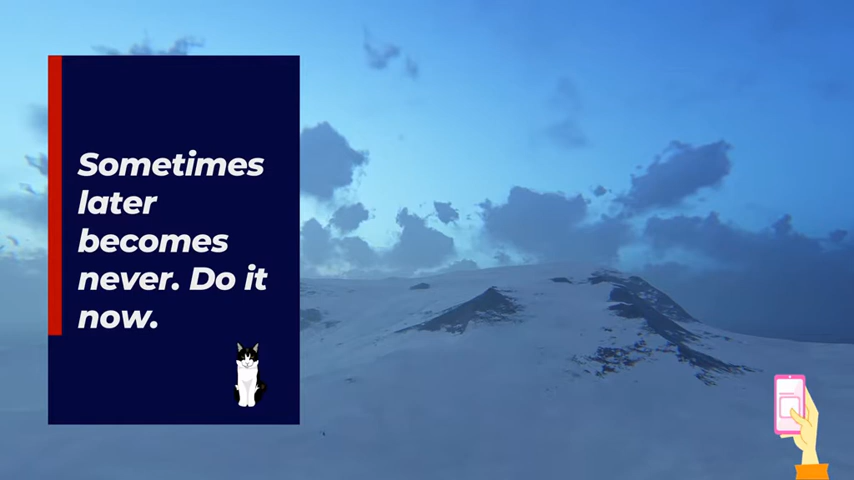 Sometimes
later
becomes
never. Do it
now.